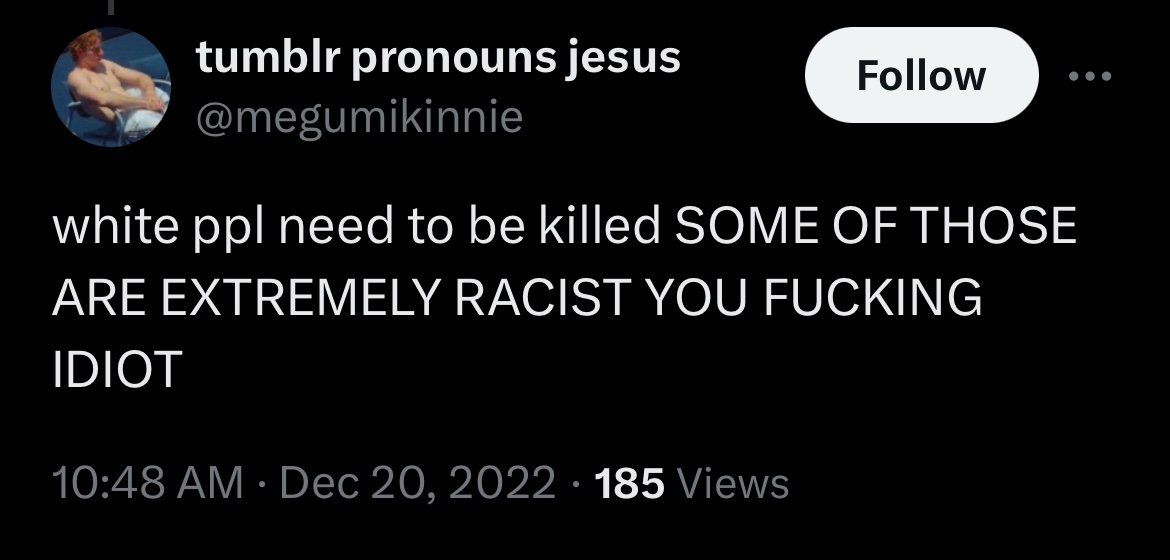 tumblr pronouns jesus
Follow
@megumikinnie
white ppl need to be killed SOME OF THOSE
ARE EXTREMELY RACIST YOU FUCKING
IDIOT
10:48 AM · Dec 20, 2022 · 185 Views